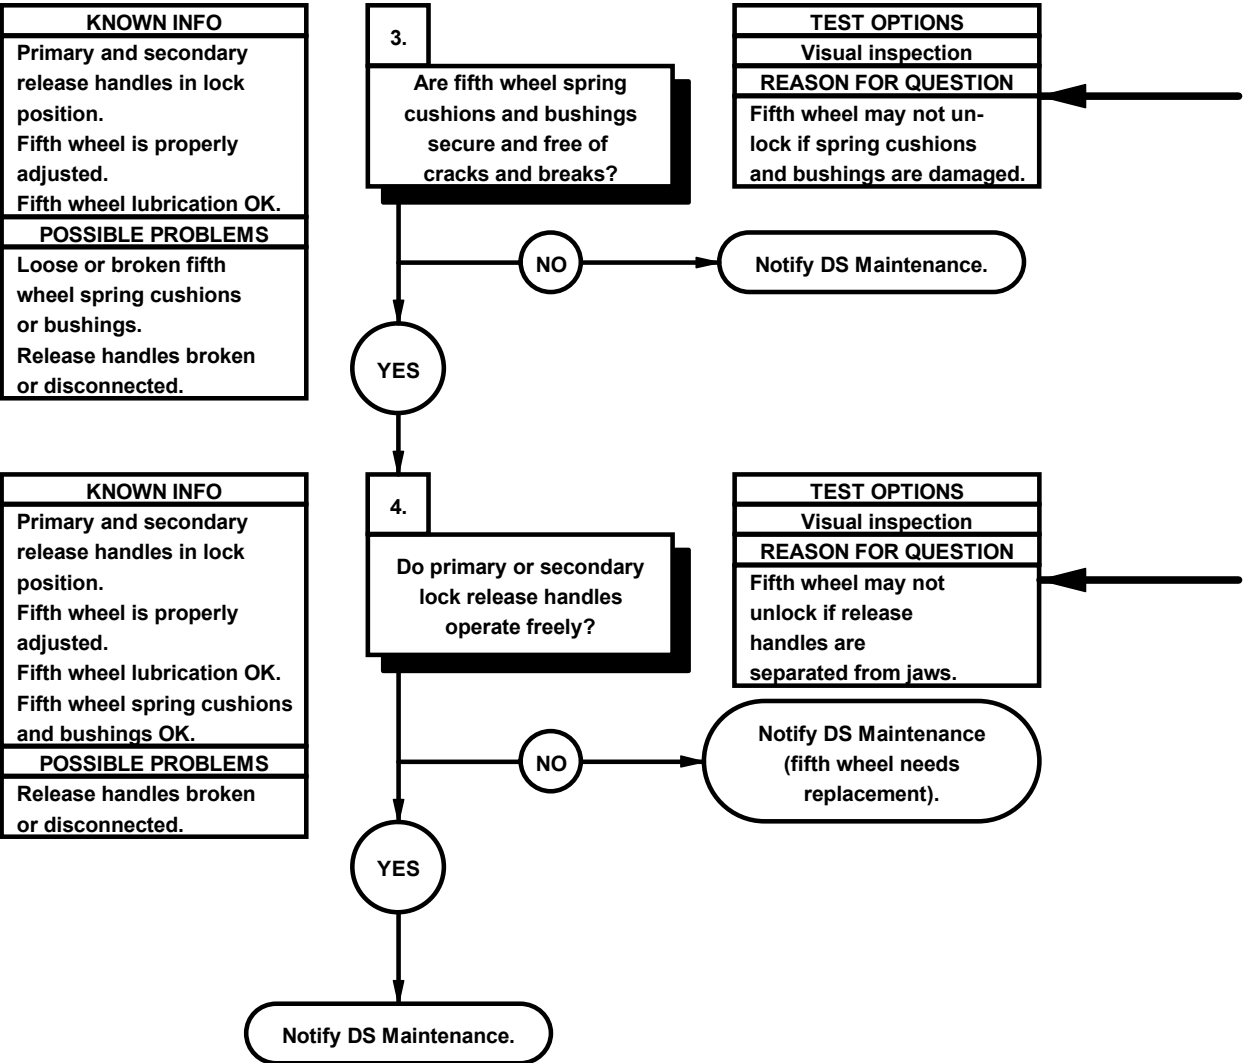 KNOWN INFO
Primary and secondary
release handles in lock
position.
Fifth wheel is properly
adjusted.
Fifth wheel lubrication OK.
POSSIBLE PROBLEMS
Loose or broken fifth
wheel spring cushions
or bushings.
Release handles broken
or disconnected.
3.
Are fifth wheel spring
cushions and bushings
secure and free of
cracks and breaks?
TEST OPTIONS
Visual inspection
REASON FOR QUESTION
Fifth wheel may not un-
lock if spring cushions
and bushings are damaged.
NO
Notify DS Maintenance.
YES
KNOWN INFO
Primary and secondary
release handles in lock
position.
Fifth wheel is properly
adjusted.
Fifth wheel lubrication OK.
Fifth wheel spring cushions
and bushings OK.
POSSIBLE PROBLEMS
Release handles broken
or disconnected.
4.
Do primary or secondary
lock release handles
operate freely?
TEST OPTIONS
Visual inspection
REASON FOR QUESTION
Fifth wheel may not
unlock if release
handles are
separated from jaws.
NO
Notify DS Maintenance
(fifth wheel needs
replacement).
YES
Notify DS Maintenance.